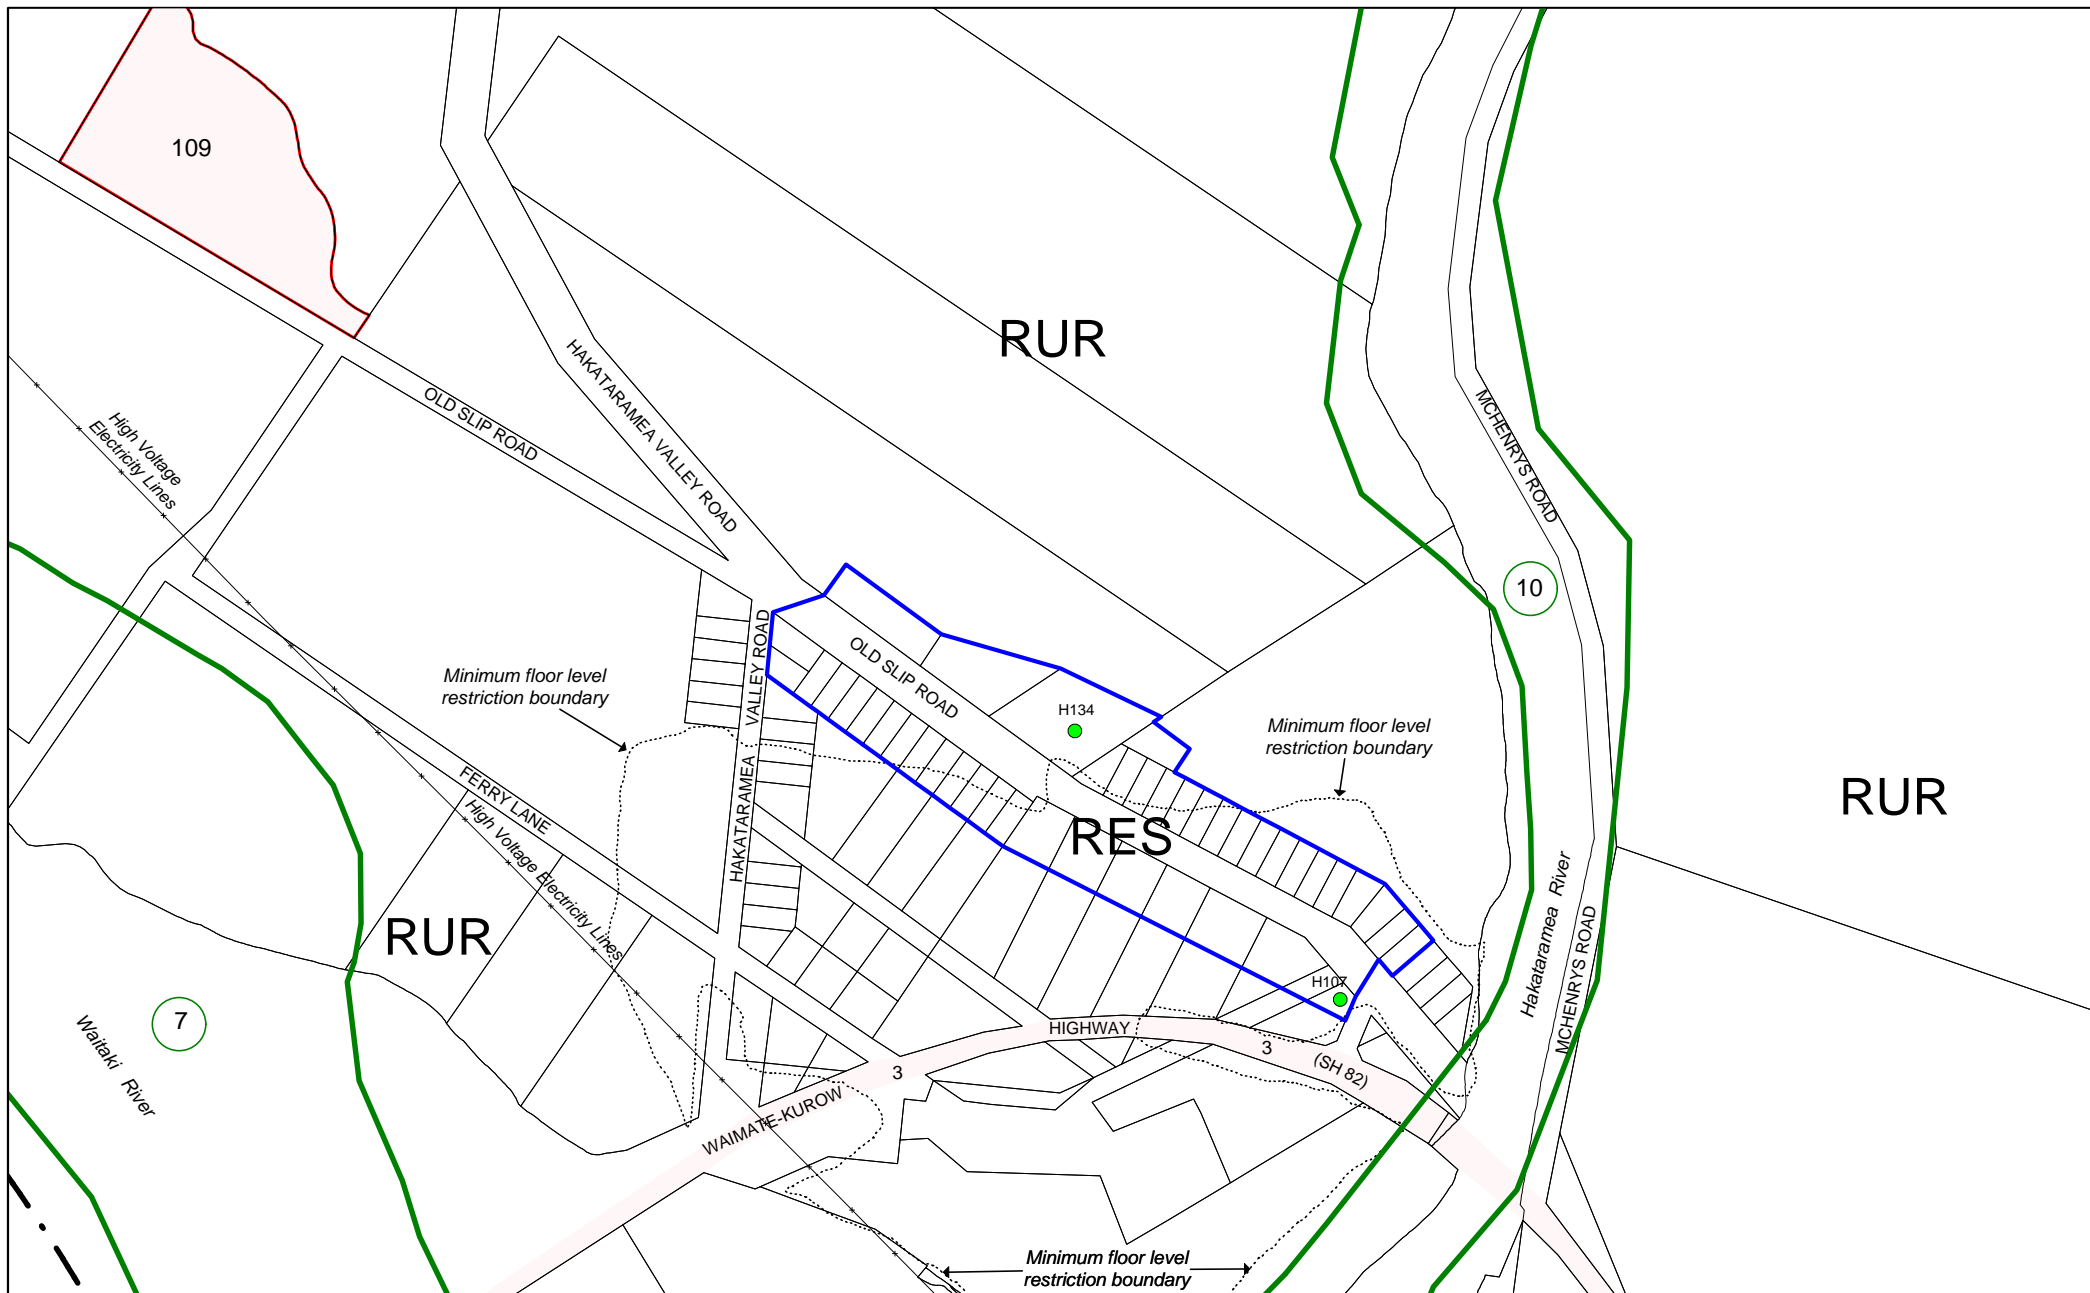 109
RUR
HAKATARAMEA VALLEY ROAD
OLD SLIP ROAD
MCHENRYS ROAD
High Voltage
Electricity Lines
10
HAKATARAMEA VALLEY ROAD
OLD SLIP ROAD
Minimum floor level
restriction boundary
H134
Minimum floor level
restriction boundary
FERRY LANE
High Voltage Electricity Lines
RES
RUR
RUR
Hakataramea River
MCHENRYS ROAD
H107
7
Waitaki River
HIGHWAY
3
(SH 82)
3
WAIMATE-KUROW
Minimum floor level
restriction boundary